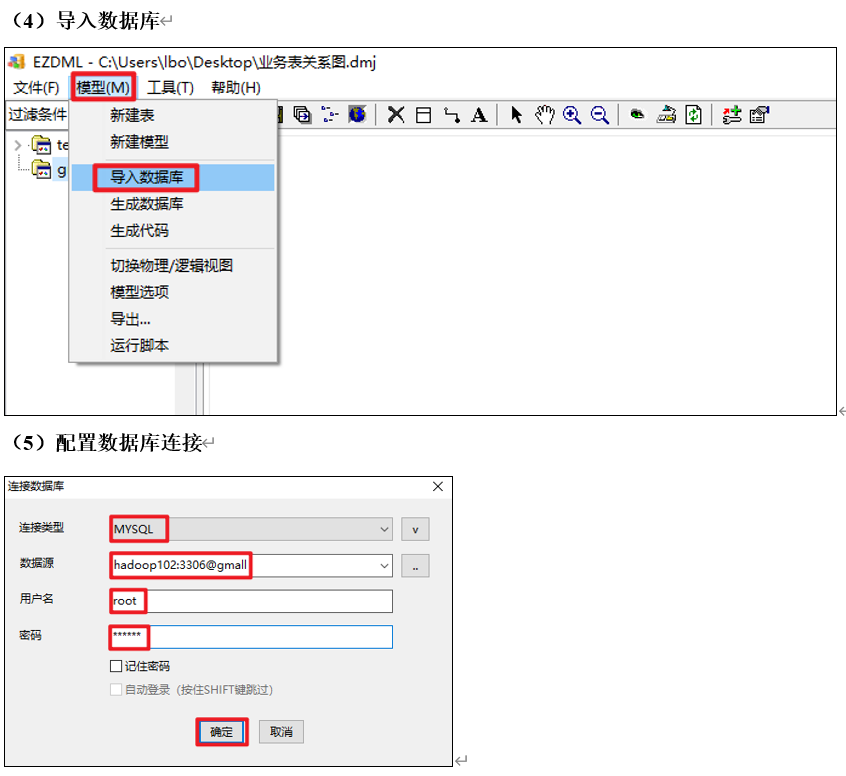 （4）导入数据库
EZDML - C:\Users\lbo\Desktop\业务表关系图.dmj
文件(F) 模型(M) 工具(T) 帮助(H)
过滤条件
新建表
新建模型
te
导入数据库
g
生成数据库
生成代码
切换物理/逻辑视图
模型选项
导出...
运行脚本
（5）配置数据库连接
连接数据库
连接类型 MYSQL v
数据源 hadoop102:3306@gmall ..
用户名 root
密码 ******
记住密码
自动登录（按住SHIFT键跳过）
确定 取消